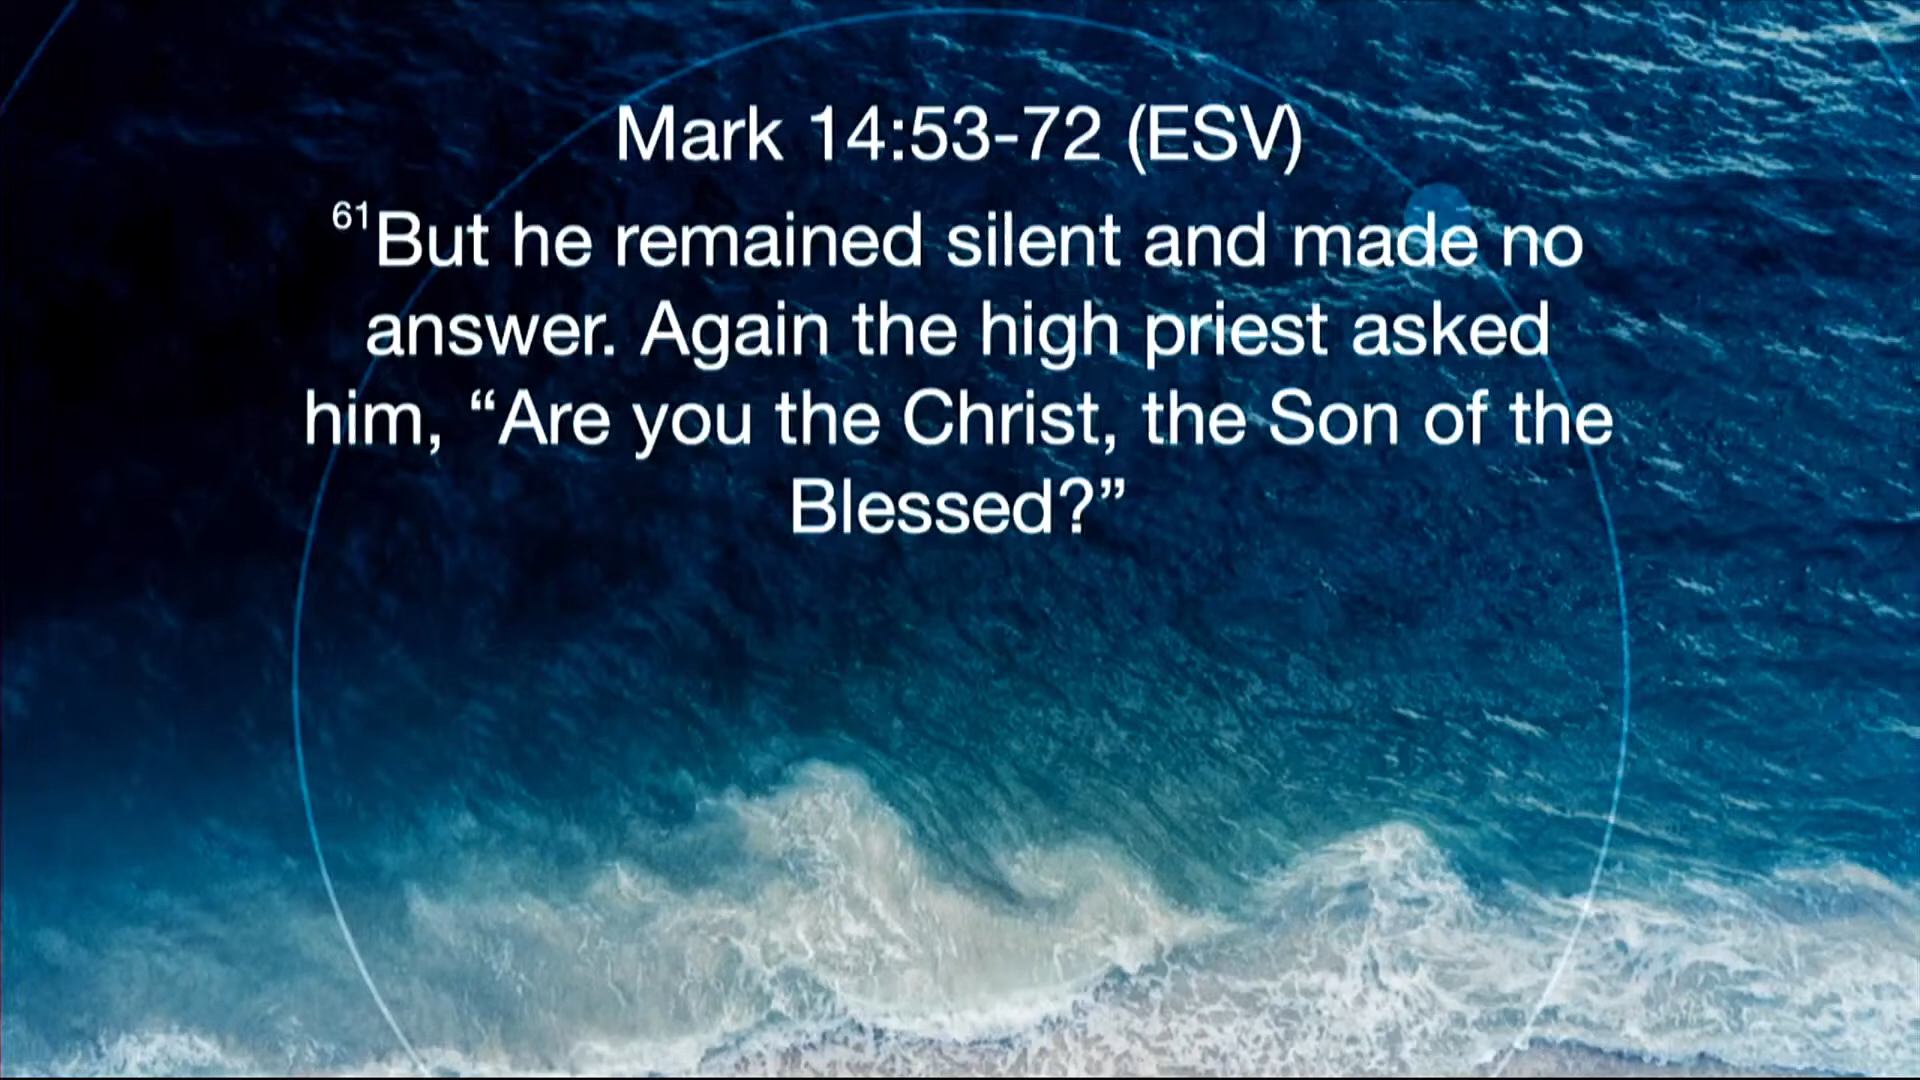 Mark 14:53-72 (ESV)
61But he remained silent and made no
answer. Again the high priest asked
him, “Are you the Christ, the Son of the
Blessed?”